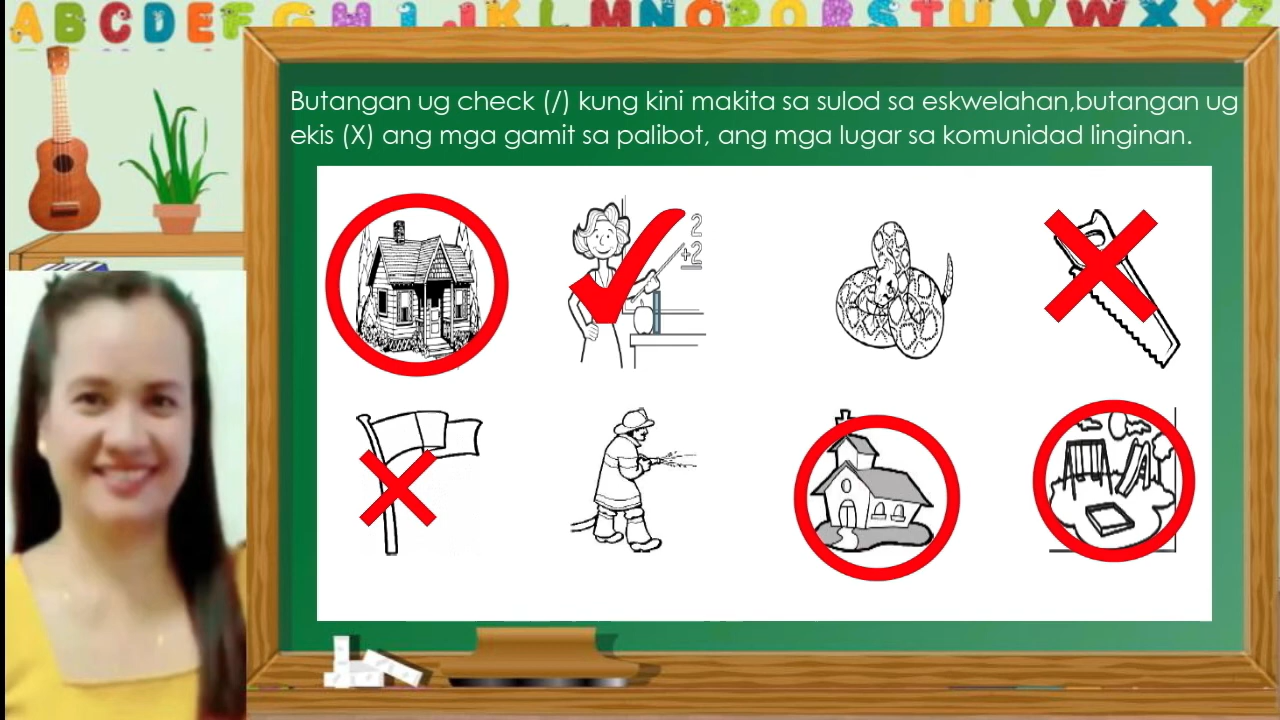 A B C D E F G H I J K L M N O P Q R S T U V W X Y Z
Butangan ug check (/) kung kini makita sa sulod sa eskwelahan,butangan ug
ekis (X) ang mga gamit sa palibot, ang mga lugar sa komunidad linginan.
2
+2